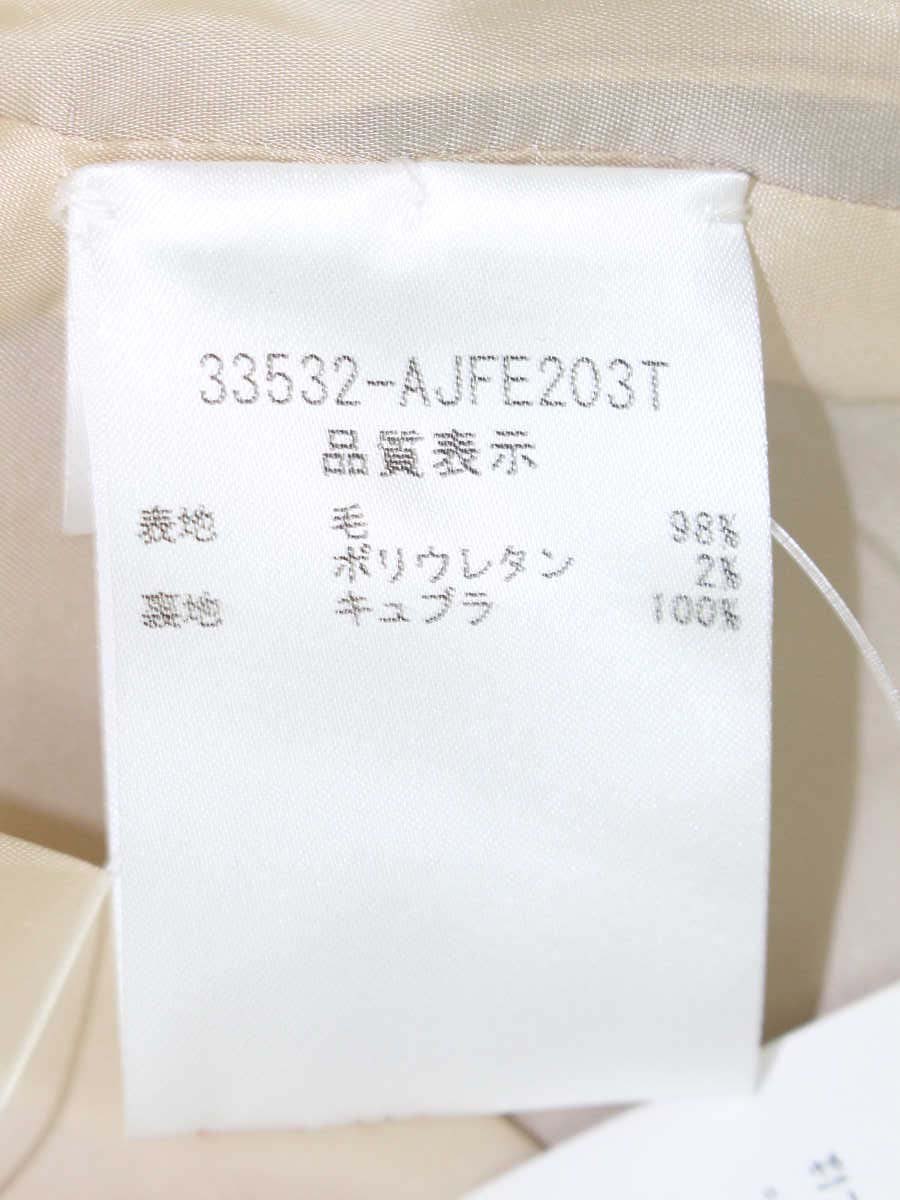 33532-AJFE203T
品質表示
表地 毛 98%
ポリウレタン 2%
裏地 キュプラ 100%